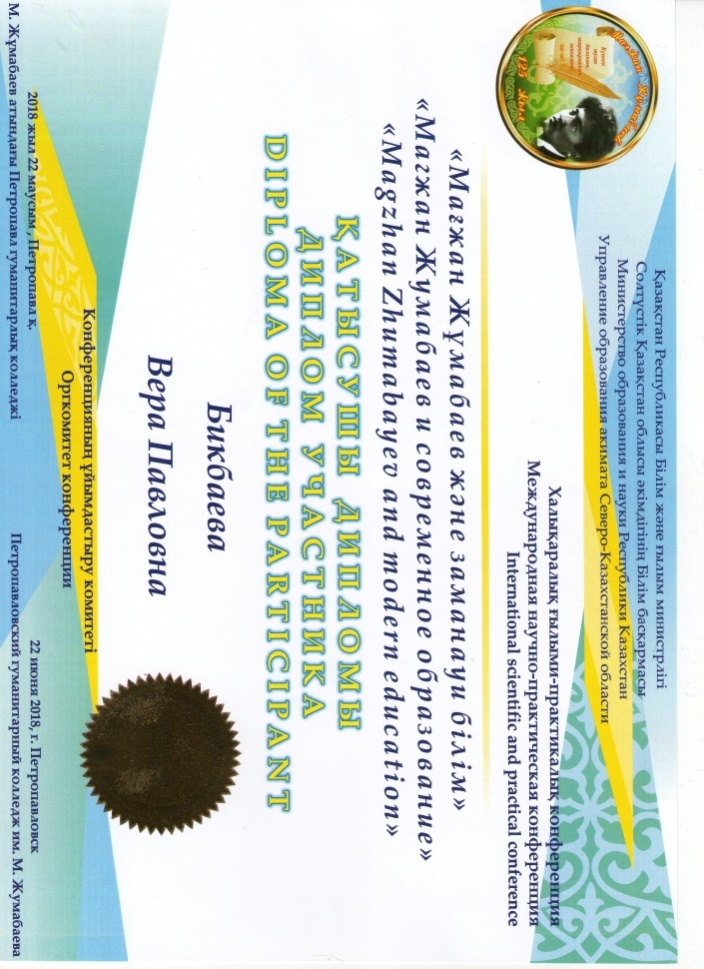 Мағжан Жұмабаев
125 жыл
Қазақстан Республикасы Білім және ғылым министрлігі
Солтүстік Қазақстан облысы әкімдігінің Білім басқармасы
Министерство образования и науки Республики Казахстан
Управление образования акимата Северо-Казахстанской области
Халықаралық ғылыми-практикалық конференция
Международная научно-практическая конференция
International scientific and practical conference
«Мағжан Жұмабаев және заманауи білім»
«Магжан Жумабаев и современное образование»
«Magzhan Zhumabayev and modern education»
ҚАТЫСУШЫ ДИПЛОМЫ
ДИПЛОМ УЧАСТНИКА
DIPLOMA OF THE PARTICIPANT
Бикбаева
Вера Павловна
Конференцияның ұйымдастыру комитеті
Оргкомитет конференции
2018 жыл 22 маусым, Петропавл қ.
М. Жұмабаев атындағы Петропавл гуманитарлық колледжі
22 июня 2018, г. Петропавловск
Петропавловский гуманитарный колледж им. М. Жумабаева